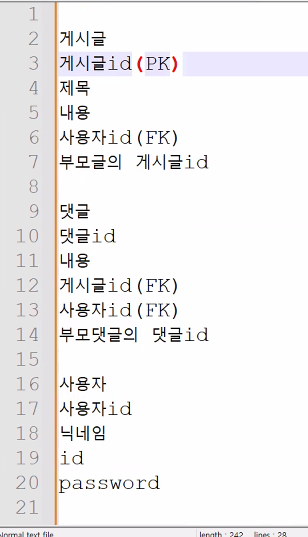 1
2 게시글
3 게시글id(PK)
4 제목
5 내용
6 사용자id(FK)
7 부모글의 게시글id
8
9 댓글
10 댓글id
11 내용
12 게시글id(FK)
13 사용자id(FK)
14 부모댓글의 댓글id
15
16 사용자
17 사용자id
18 닉네임
19 id
20 password
21
Normal text file length : 242 lines : 28